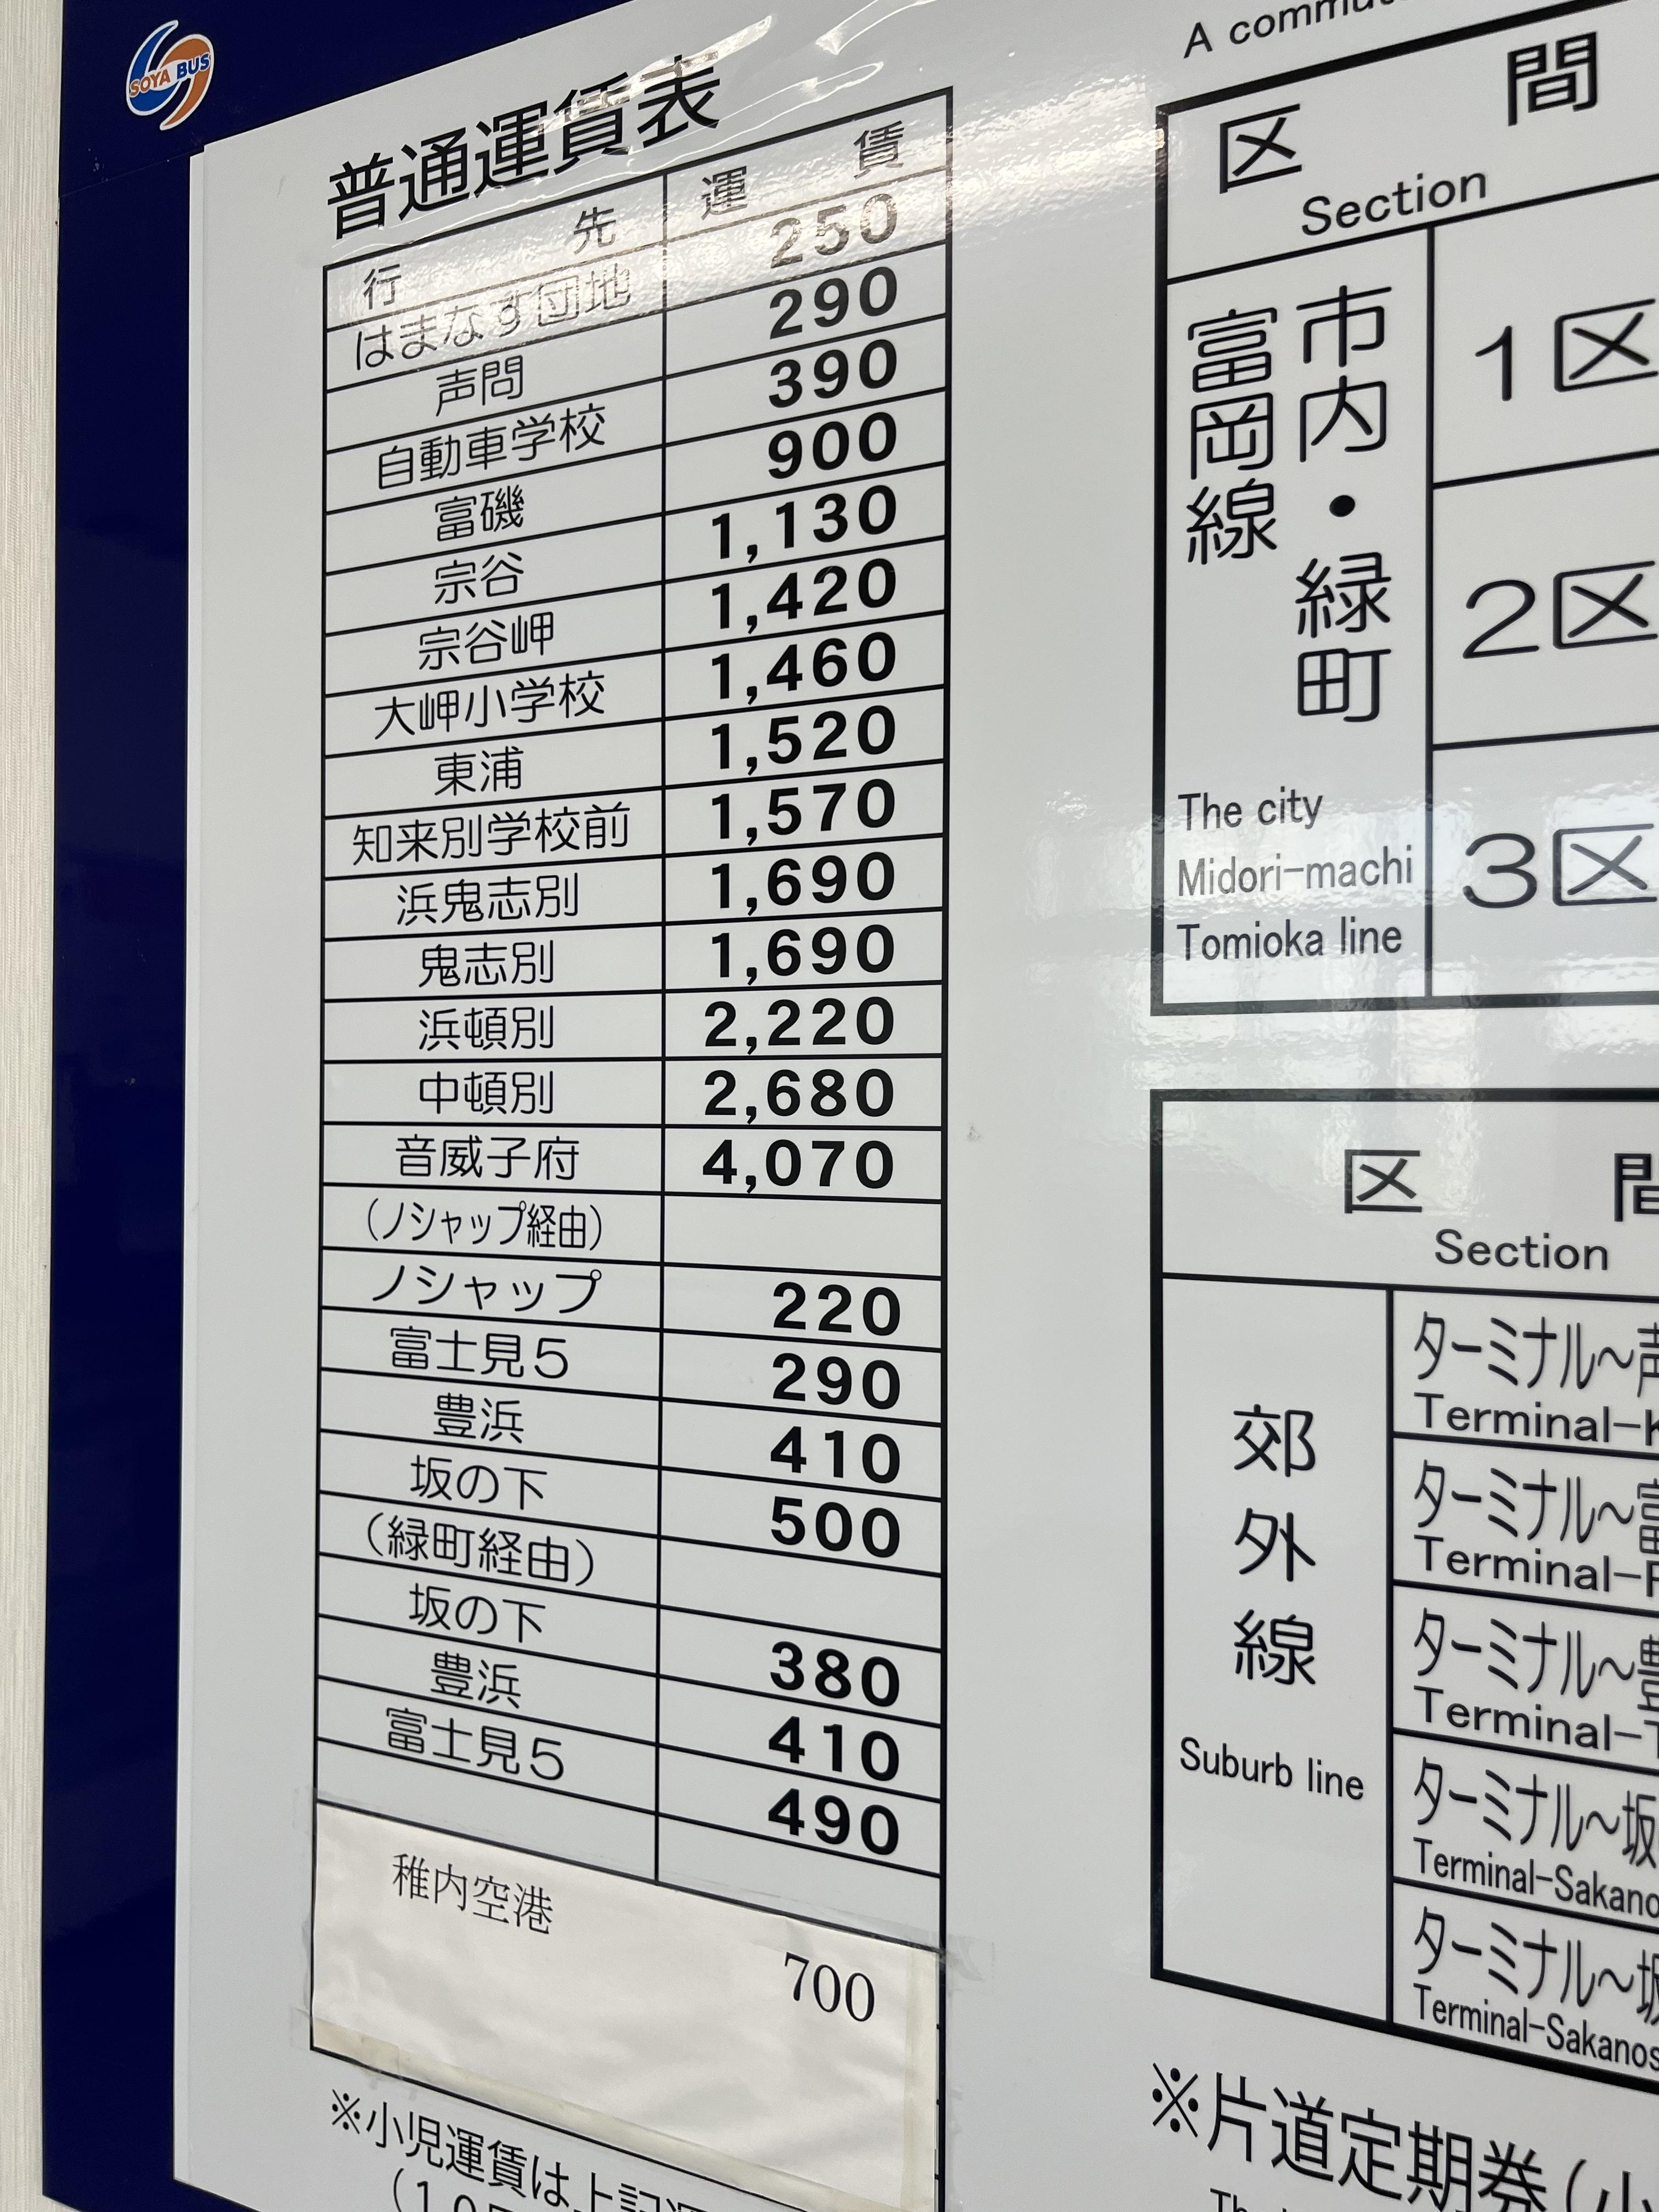 SOYA BUS
普通運賃表
行先 運賃
はまなす団地 250
声問 290
自動車学校 390
富磯 900
宗谷 1,130
宗谷岬 1,420
大岬小学校 1,460
東浦 1,520
知来別学校前 1,570
浜鬼志別 1,690
鬼志別 1,690
浜頓別 2,220
中頓別 2,680
音威子府 4,070
(ノシャップ経由)
ノシャップ 220
富士見5 290
豊浜 410
坂の下 500
(緑町経由)
坂の下 380
豊浜 410
富士見5 490
稚内空港 700
※小児運賃は上記運
A
区間
Section
市内・緑町
富岡線
The city
Midori-machi
Tomioka line
1区
2区
3区
区間
Section
郊外線
Suburb line
ターミナル~声
Terminal-K
ターミナル~富
Terminal-
ターミナル~豊
Terminal-T
ターミナル~坂
Terminal-Sakano
ターミナル~坂
Terminal-Sakanos
※片道定期券(小